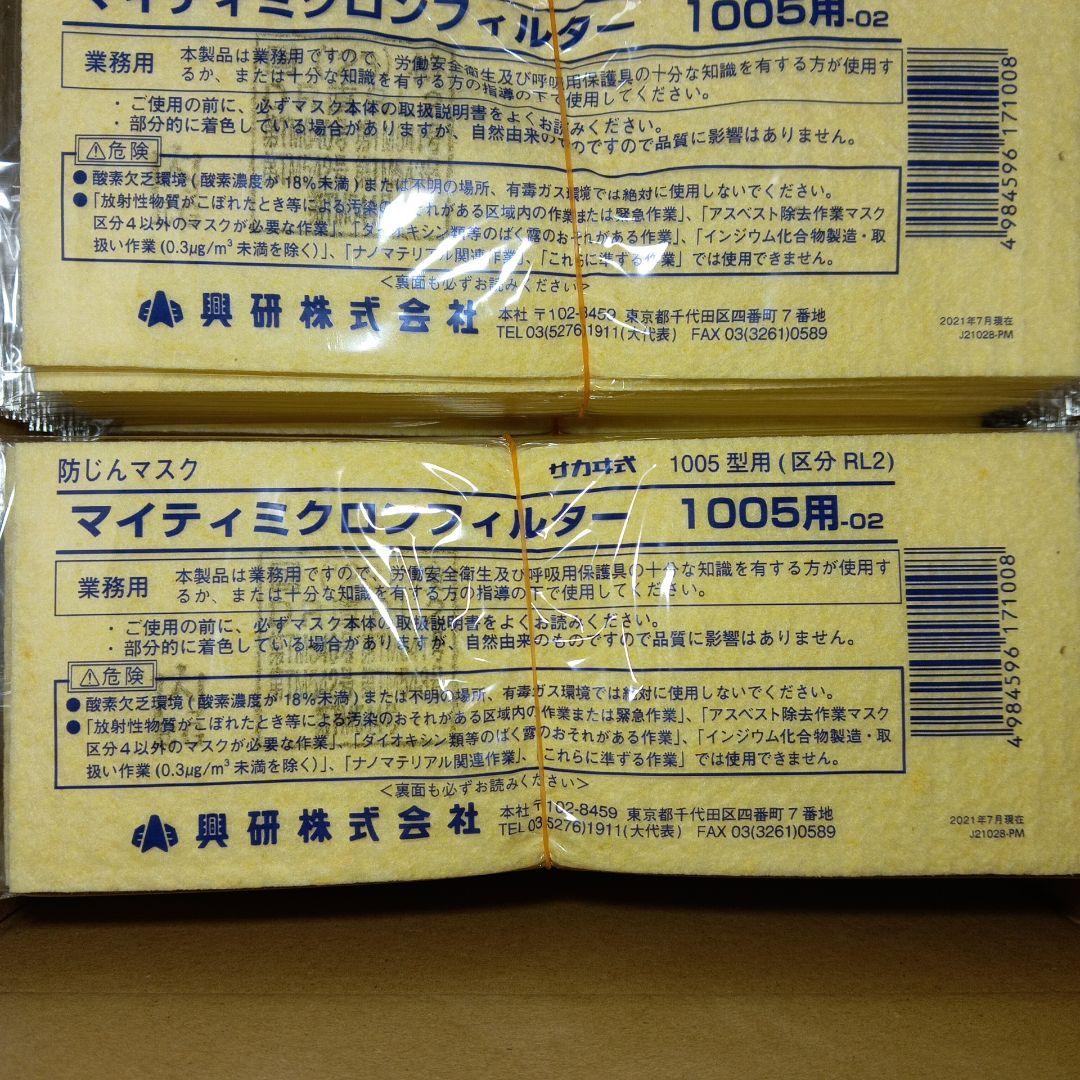 マイティミクロンフィルター 1005用-02
業務用 本製品は業務用ですので、労働安全衛生及び呼吸用保護具の十分な知識を有する方が使用す
るか、または十分な知識を有する方の指導の下で使用してください。
・ご使用の前に、必ずマスク本体の取扱説明書をよくお読みください。
・部分的に着色している場合がありますが、自然由来のものですので品質に影響はありません。
⚠危険
●酸素欠乏環境(酸素濃度が18%未満)または不明の場所、有毒ガス環境では絶対に使用しないでください。
●「放射性物質がこぼれたとき等による汚染のおそれがある区域内の作業または緊急作業」、「アスベスト除去作業マスク
区分4以外のマスクが必要な作業」、「ダイオキシン類等のばく露のおそれがある作業」、「インジウム化合物製造・取
扱い作業(0.3μg/m³未満を除く)」、「ナノマテリアル関連作業」、「これらに準ずる作業」では使用できません。
<裏面も必ずお読みください>
興研株式会社 本社 〒102-8459 東京都千代田区四番町7番地
TEL 03(5276)1911(大代表) FAX 03(3261)0589
2021年7月現在
J21028-PM
4 984596 171008
防じんマスク サカヰ式 1005型用(区分RL2)
マイティミクロンフィルター 1005用-02
業務用 本製品は業務用ですので、労働安全衛生及び呼吸用保護具の十分な知識を有する方が使用す
るか、または十分な知識を有する方の指導の下で使用してください。
・ご使用の前に、必ずマスク本体の取扱説明書をよくお読みください。
・部分的に着色している場合がありますが、自然由来のものですので品質に影響はありません。
⚠危険
●酸素欠乏環境(酸素濃度が18%未満)または不明の場所、有毒ガス環境では絶対に使用しないでください。
●「放射性物質がこぼれたとき等による汚染のおそれがある区域内の作業または緊急作業」、「アスベスト除去作業マスク
区分4以外のマスクが必要な作業」、「ダイオキシン類等のばく露のおそれがある作業」、「インジウム化合物製造・取
扱い作業(0.3μg/m³未満を除く)」、「ナノマテリアル関連作業」、「これらに準ずる作業」では使用できません。
<裏面も必ずお読みください>
興研株式会社 本社 〒102-8459 東京都千代田区四番町7番地
TEL 03(5276)1911(大代表) FAX 03(3261)0589
2021年7月現在
J21028-PM
4 984596 171008